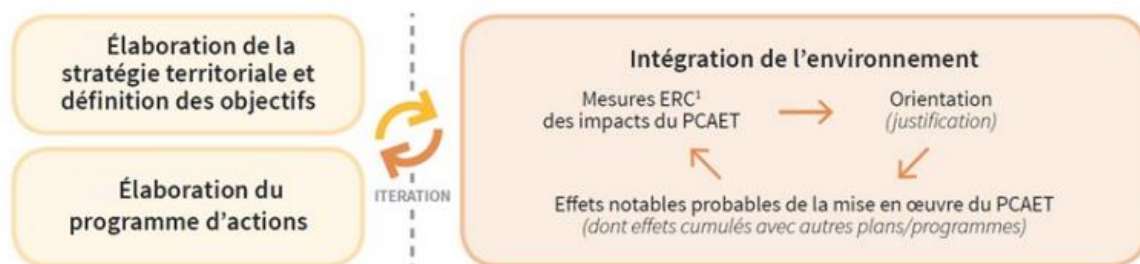 Élaboration de la
stratégie territoriale et
définition des objectifs
Élaboration du
programme d'actions
ITERATION
Intégration de l'environnement
Mesures ERC¹
des impacts du PCAET
Orientation
(justification)
Effets notables probables de la mise en œuvre du PCAET
(dont effets cumulés avec autres plans/programmes)